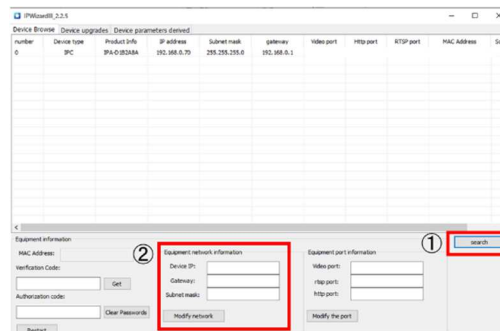 IPWizardIII_2.2.5
Device Browse Device upgrades Device parameters derived
number Device type Product Info IP address Subnet mask gateway Video port Http port RTSP port MAC Address
0 IPC 192.168.0.70 255.255.255.0 192.168.0.1
①
search
Equipment information
MAC Address:
Verification Code:
Get
Authorization code:
Clear Passwords
Restart
②
Equipment network information
Device IP:
Gateway:
Subnet mask:
Modify network
Equipment port information
Video port:
rtsp port:
http port:
Modify the port